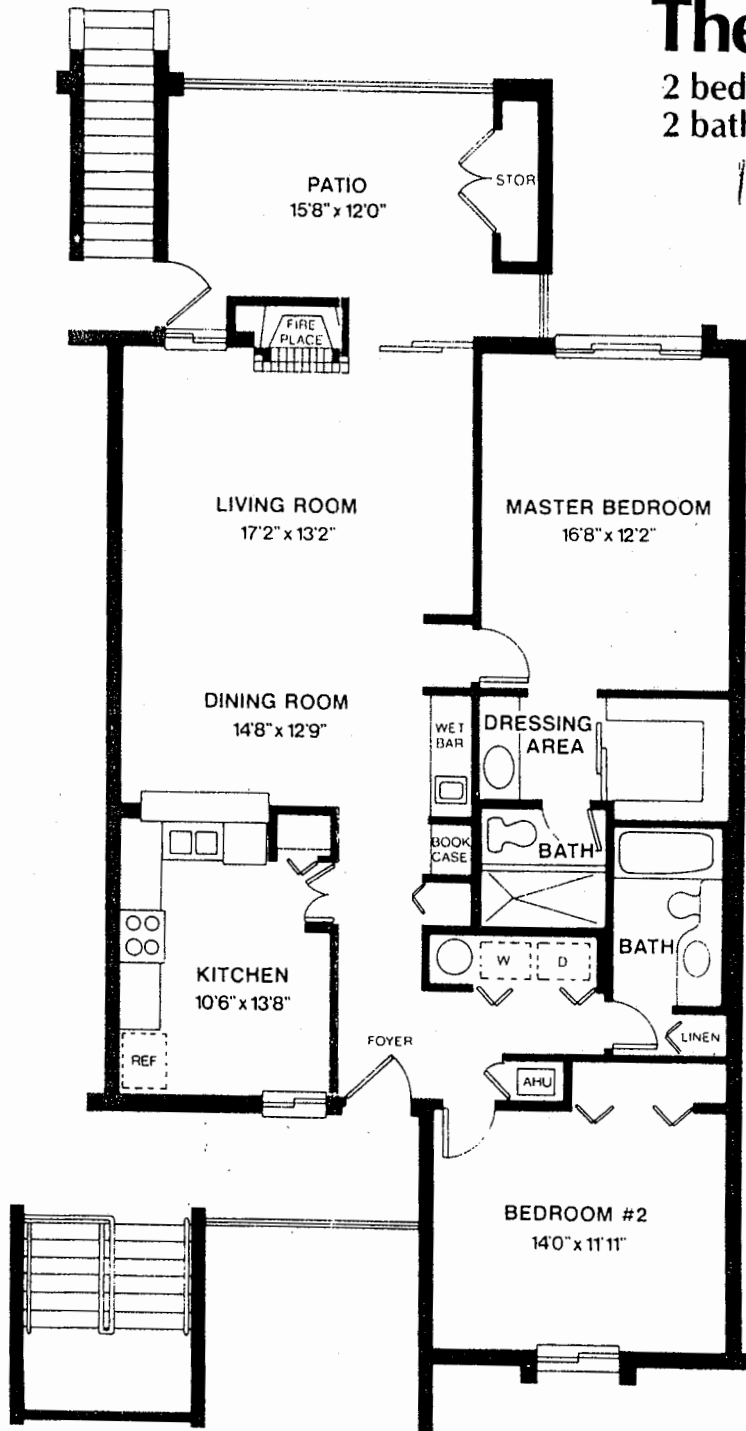 The
2 bed
2 bath
PATIO
15'8" x 12'0"
STOR
FIRE
PLACE
LIVING ROOM
17'2" x 13'2"
MASTER BEDROOM
16'8" x 12'2"
DINING ROOM
14'8" x 12'9"
WET
BAR
DRESSING
AREA
BOOK
CASE
BATH
KITCHEN
10'6" x 13'8"
W
D
BATH
REF
FOYER
LINEN
AHU
BEDROOM #2
14'0" x 11'11"